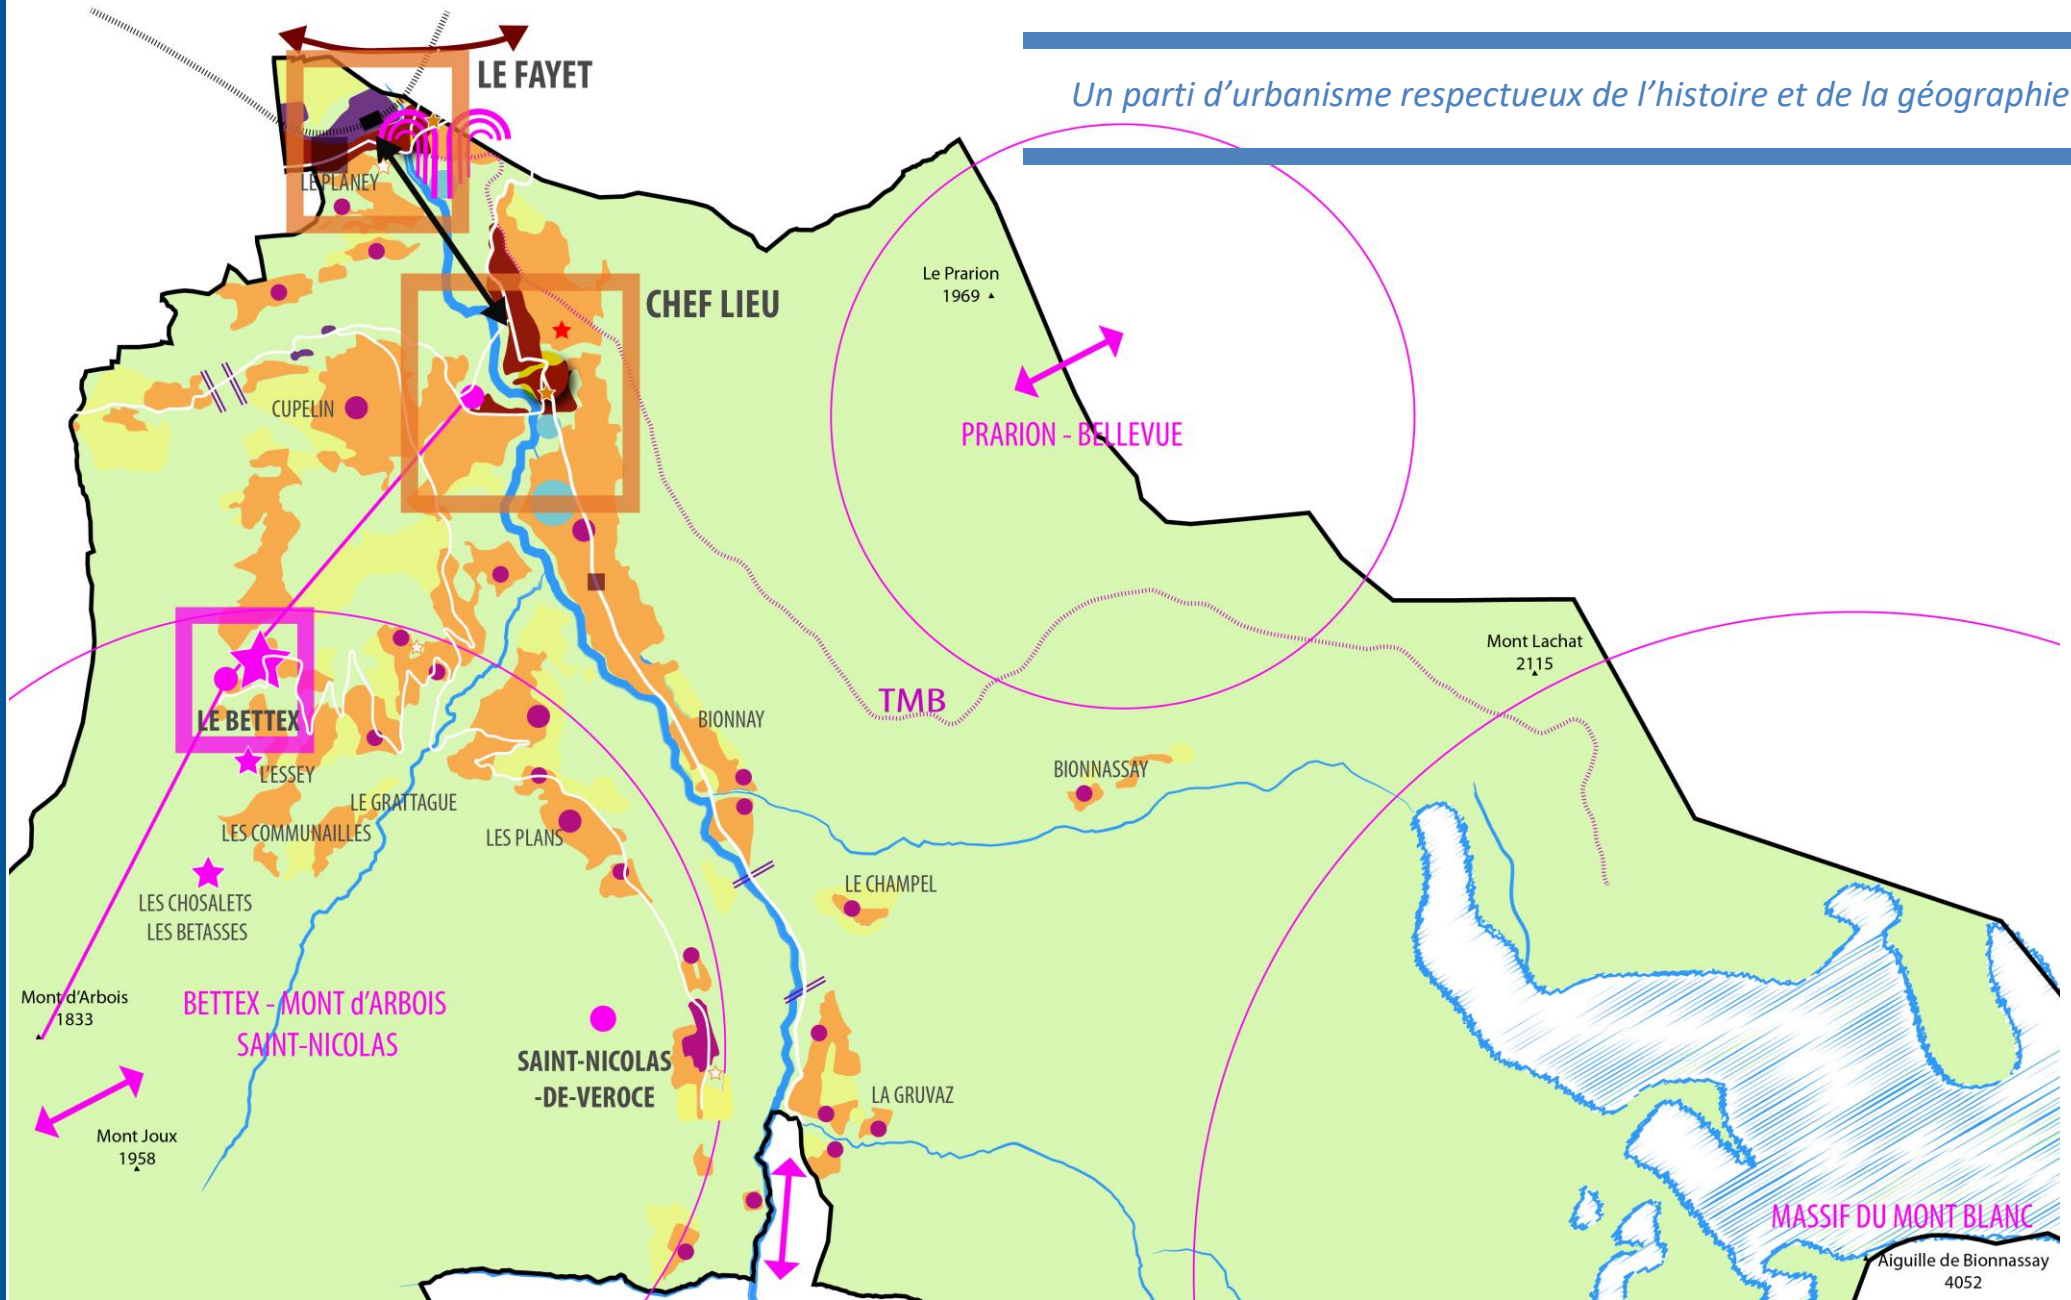 LE FAYET
Un parti d'urbanisme respectueux de l'histoire et de la géographie
LE PLANEY
Le Prarion
1969
CHEF LIEU
CUPELIN
PRARION - BELLEVUE
Mont Lachat
2115
TMB
LE BETTEX
BIONNAY
L'ESSEY
BIONNASSAY
LE GRATTAGUE
LES COMMUNAILLES
LES PLANS
LE CHAMPEL
LES CHOSALETS
LES BETASSES
Mont d'Arbois
1833
BETTEX - MONT d'ARBOIS
SAINT-NICOLAS
SAINT-NICOLAS
-DE-VEROCE
LA GRUVAZ
Mont Joux
1958
MASSIF DU MONT BLANC
Aiguille de Bionnassay
4052